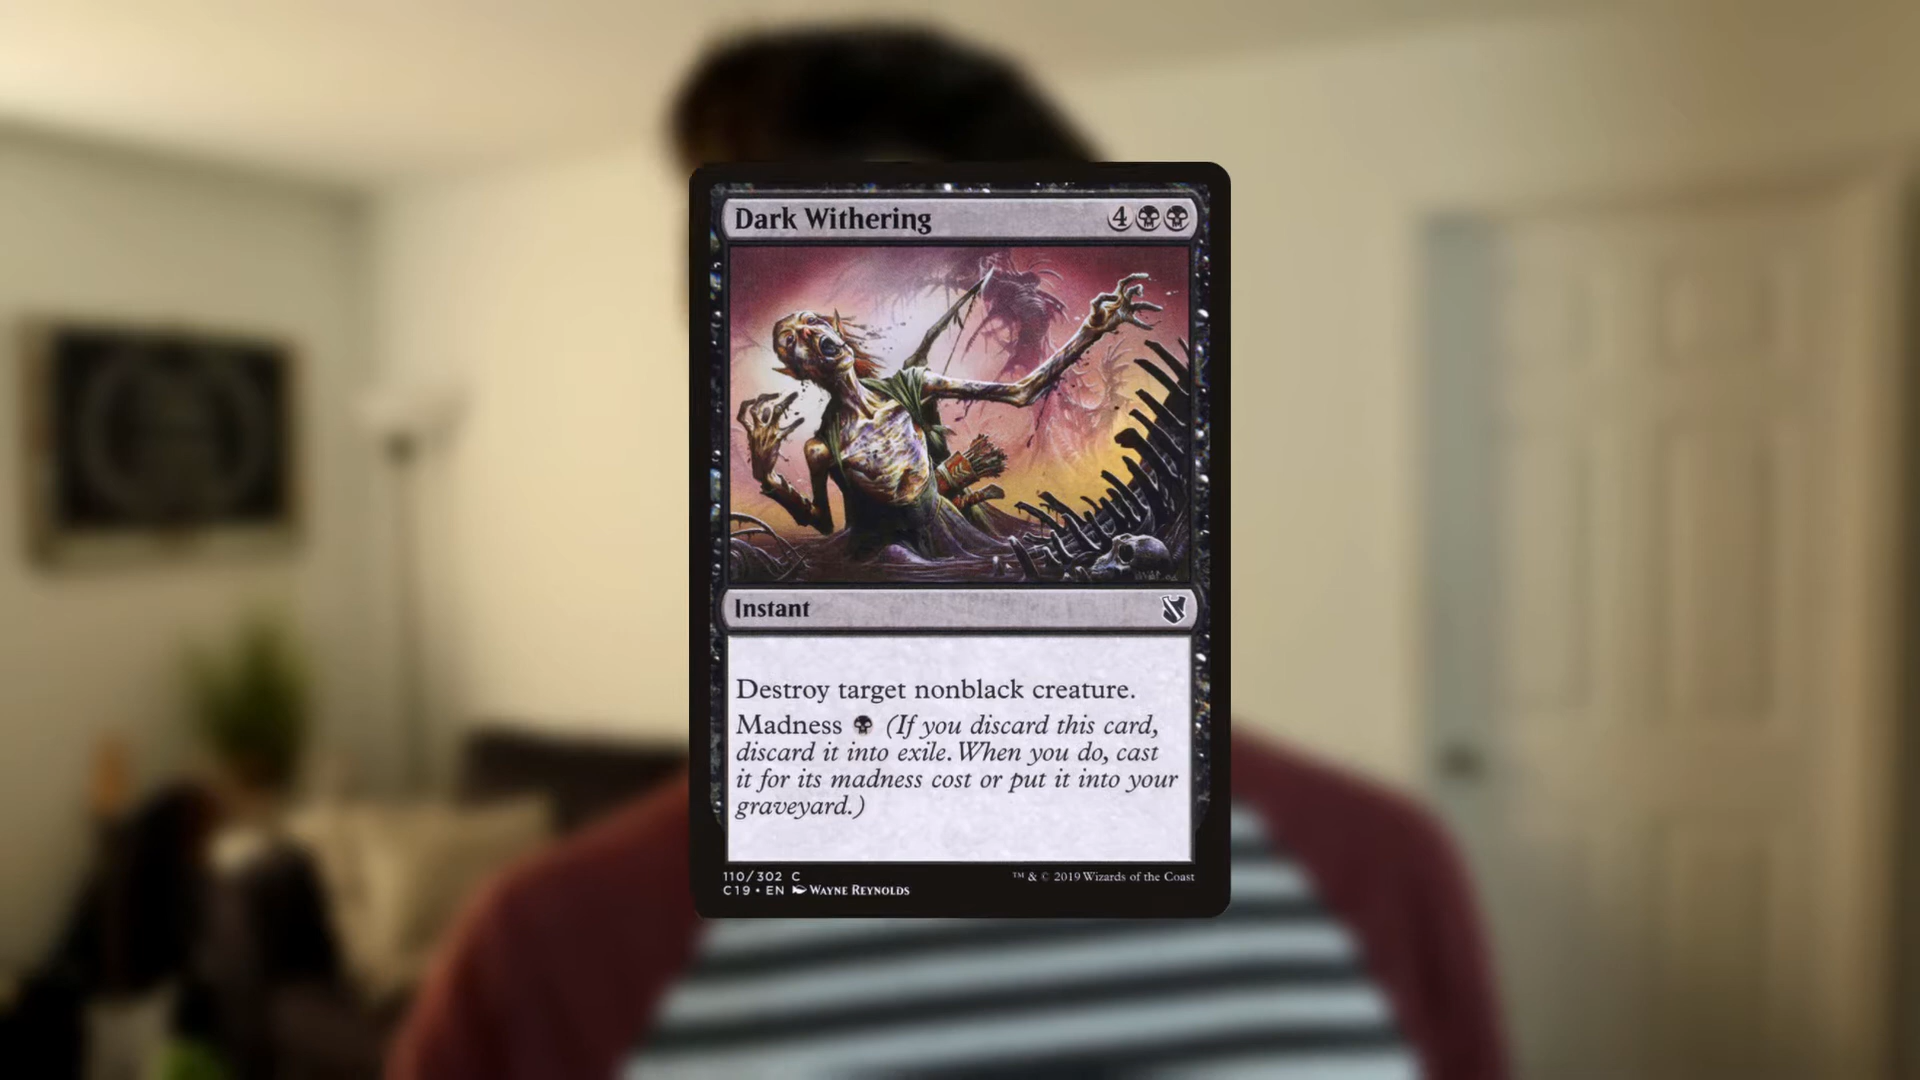 Dark Withering 4
Instant
Destroy target nonblack creature.
Madness (If you discard this card,
discard it into exile. When you do, cast
it for its madness cost or put it into your
graveyard.)
110/302 C
™ & © 2019 Wizards of the Coast
C19 • EN WAYNE REYNOLDS